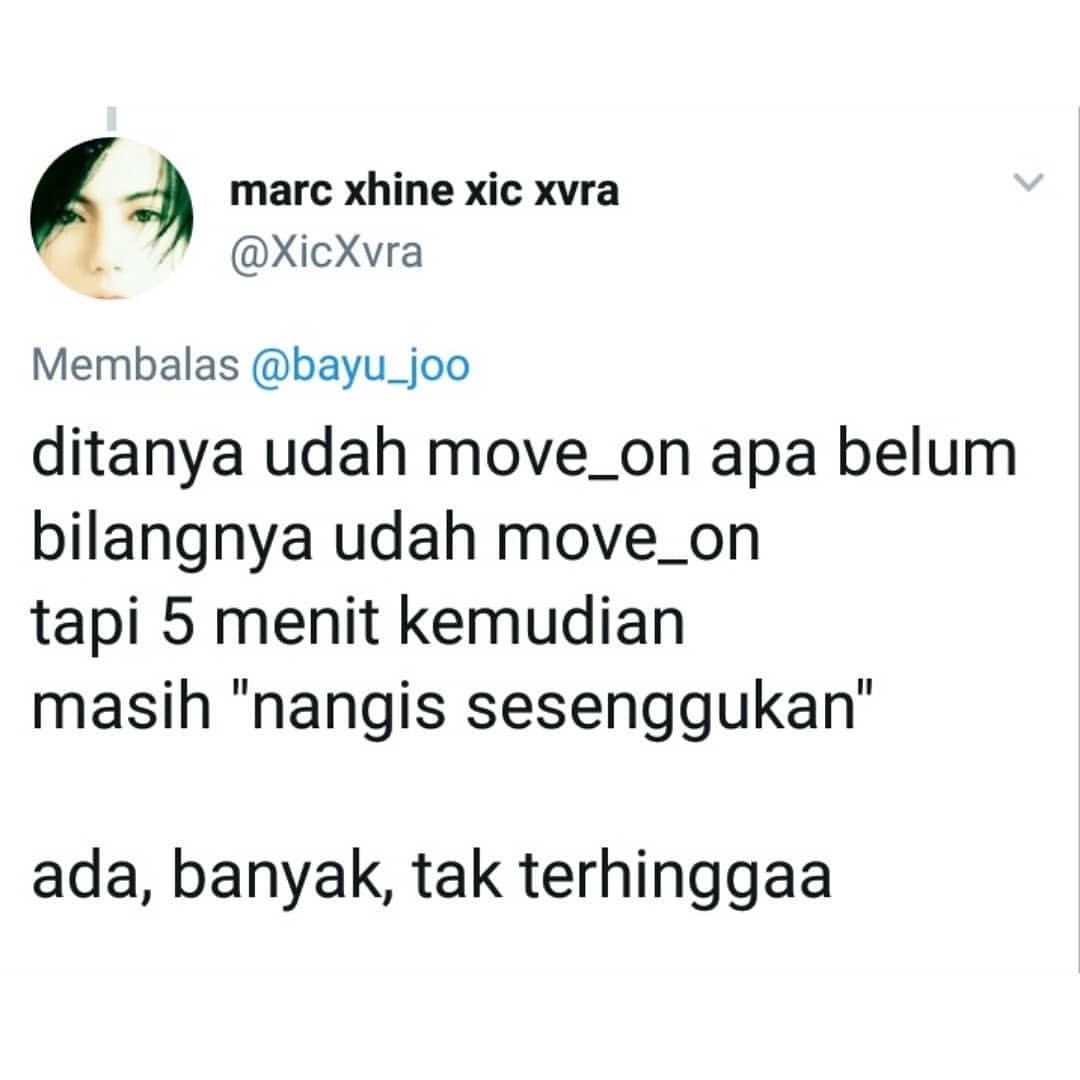 marc xhine xic xvra
@XicXvra
Membalas @bayu_joo
ditanya udah move_on apa belum
bilangnya udah move_on
tapi 5 menit kemudian
masih "nangis sesenggukan"
ada, banyak, tak terhinggaa